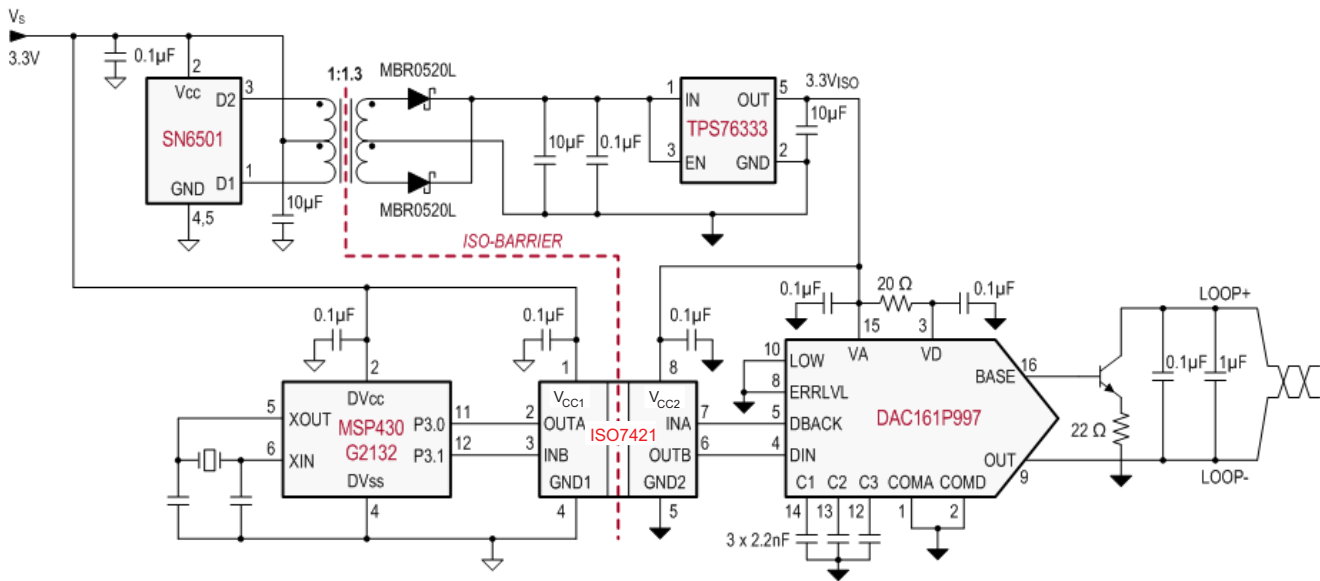 VS
3.3V
0.1µF
2
Vcc
D2
3
SN6501
D1
1
GND
4,5
10µF
1:1.3
MBR0520L
MBR0520L
10µF
0.1µF
1
IN
OUT
5
TPS76333
3
EN
GND
2
3.3VISO
10µF
ISO-BARRIER
0.1µF
2
DVcc
5
XOUT
MSP430
G2132
P3.0
11
6
XIN
P3.1
12
DVss
4
0.1µF
1
VCC1
2
OUTA
3
INB
GND1
4
ISO7421
0.1µF
8
VCC2
INA
7
OUTB
6
GND2
5
0.1µF
20 Ω
0.1µF
15
3
VA
VD
10
LOW
8
ERRLVL
5
DBACK
4
DIN
DAC161P997
BASE
16
OUT
9
C1
C2
C3
COMA
COMD
14
13
12
1
2
3 x 2.2nF
22 Ω
0.1µF
1µF
LOOP+
LOOP-